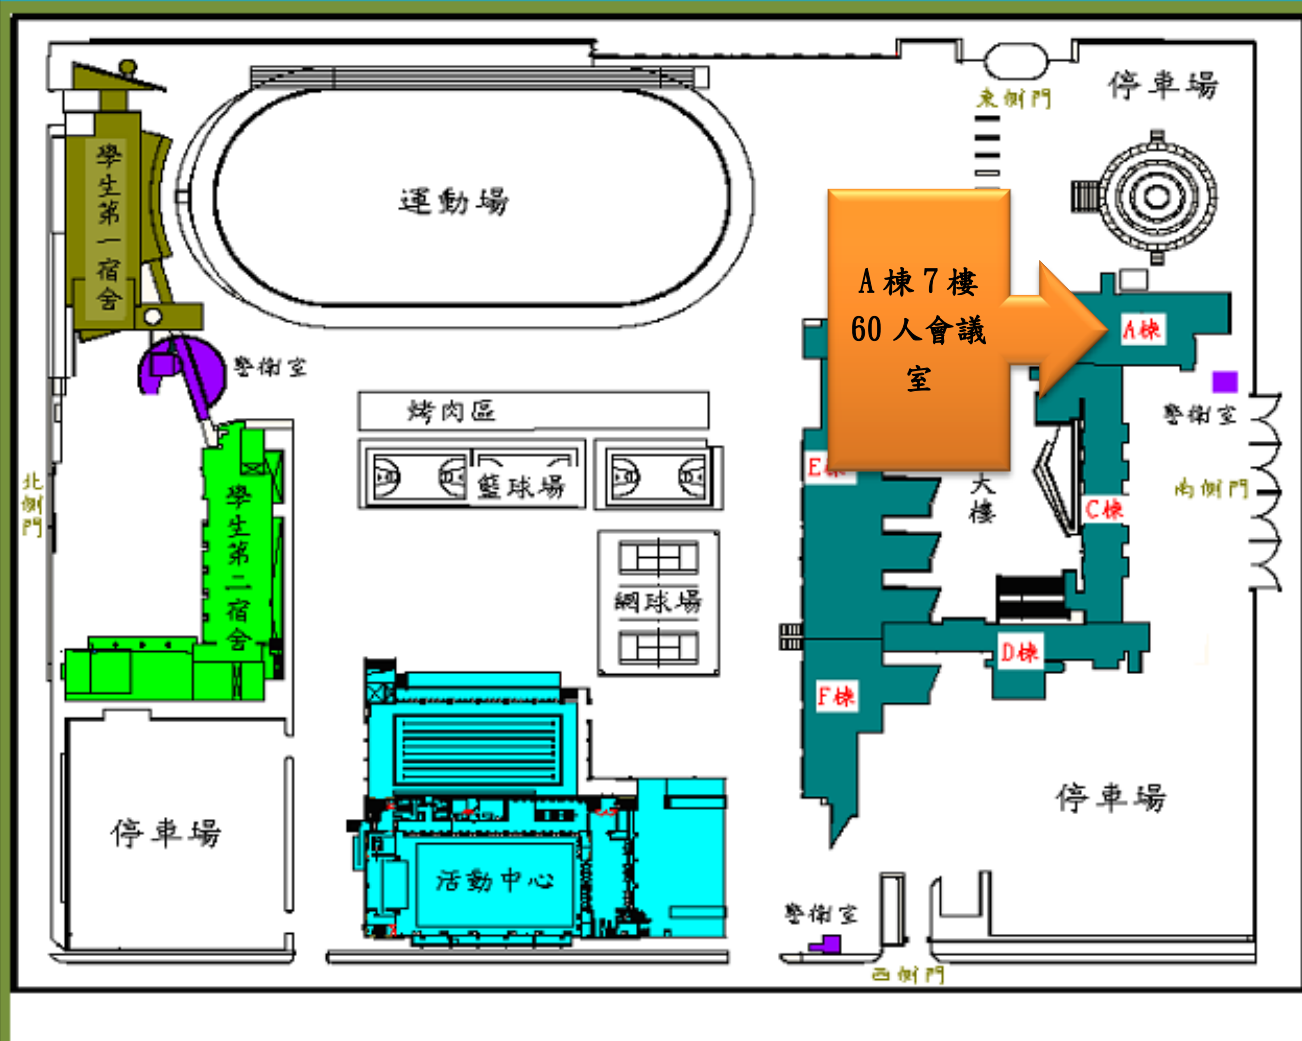 停車場
東側門
運動場
學生第一宿舍
A棟7樓
60人會議
室
A棟
警衛室
警衛室
烤肉區
籃球場
E棟
大樓
C棟
南側門
北側門
學生第二宿舍
網球場
D棟
F棟
停車場
停車場
活動中心
警衛室
西側門